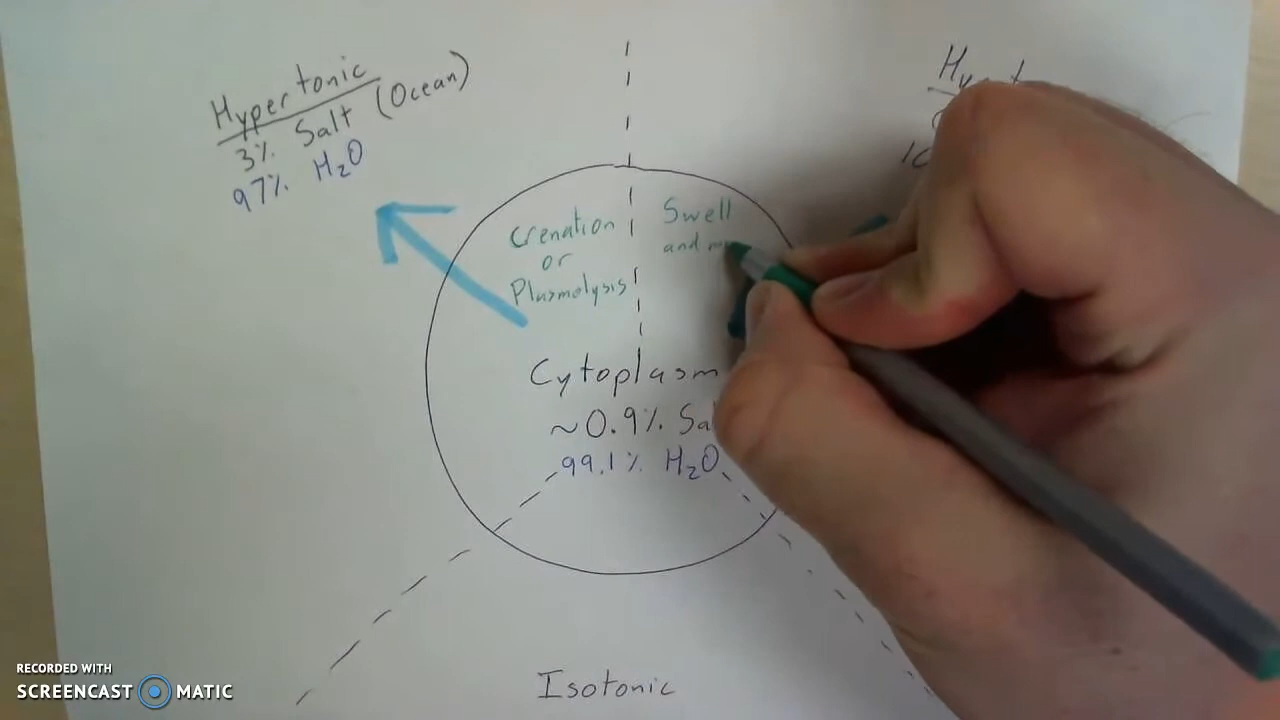 Hypertonic
3% Salt (Ocean)
97% H₂O
Crenation
or
Plasmolysis
Swell
and
Cytoplasm
~0.9%
99.1% H₂O
Isotonic
RECORDED WITH
SCREENCAST MATIC